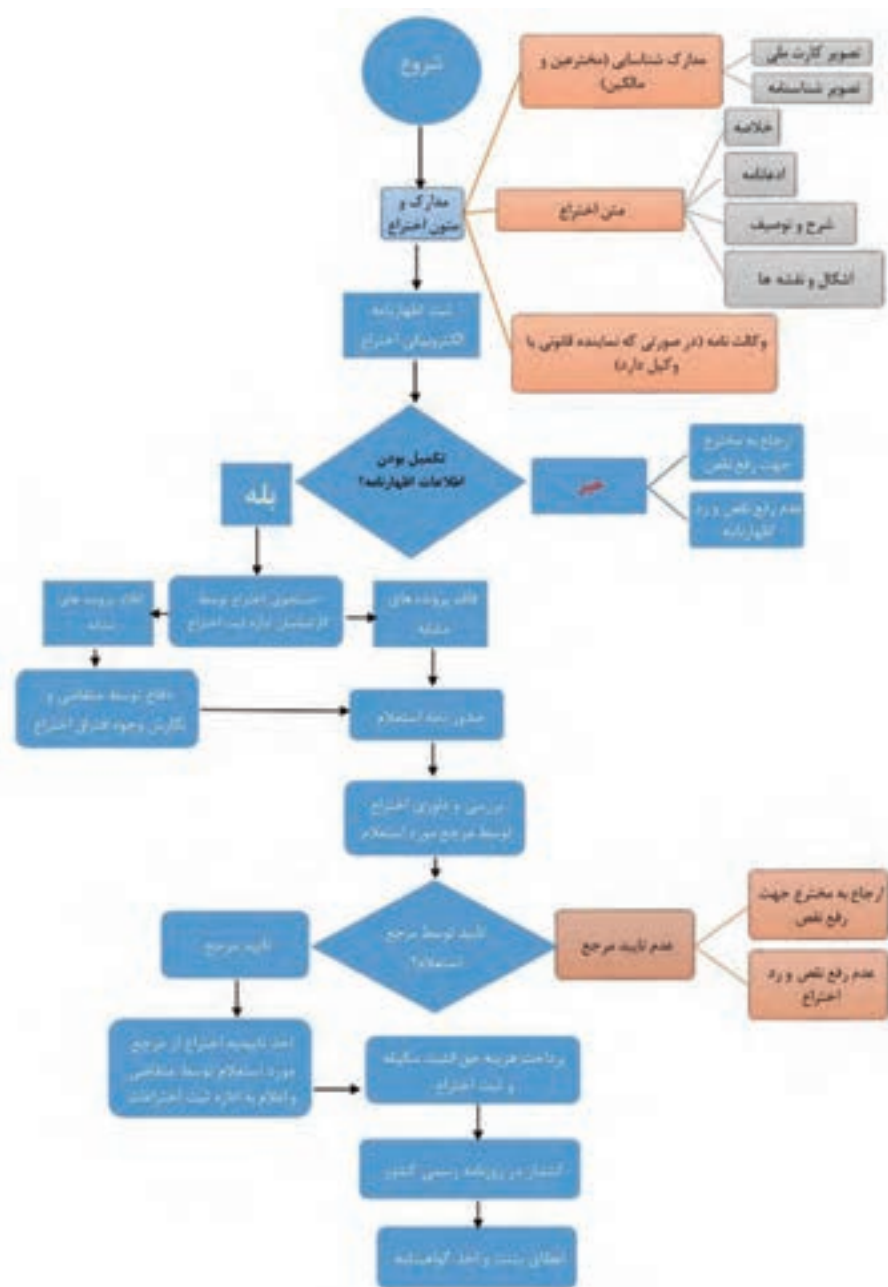 شروع
مدارک شناسایی (مخترعین و
مالکین)
تصویر کارت ملی
تصویر شناسنامه
مدارک و
متون اختراع
متن اختراع
خلاصه
ادعانامه
شرح و توصیف
اشکال و نقشه ها
وکالت نامه (در صورتی که نماینده قانونی یا
وکیل دارد)
ثبت اظهارنامه
الکترونیکی اختراع
تکمیل بودن
اطلاعات اظهارنامه؟
خیر
ارجاع به مخترع
جهت رفع نقص
عدم رفع نقص و رد
اظهارنامه
بله
جستجوی اختراع توسط
کارشناسان اداره ثبت اختراع
فاقد پرونده های
مشابه
پرونده های
مشابه
دفاع توسط متقاضی و
نگارش وجوه افتراق اختراع
صدور نامه استعلام
بررسی و داوری اختراع
توسط مرجع مورد استعلام
تایید توسط مرجع
استعلام؟
عدم تایید مرجع
ارجاع به مخترع جهت
رفع نقص
عدم رفع نقص و رد
اختراع
تایید مرجع
اخذ تاییدیه اختراع از مرجع
مورد استعلام توسط متقاضی
و اعلام به اداره ثبت اختراعات
پرداخت هزینه حق الثبت سالیانه
و ثبت اختراع
انتشار در روزنامه رسمی کشور
و اخذ گواهینامه